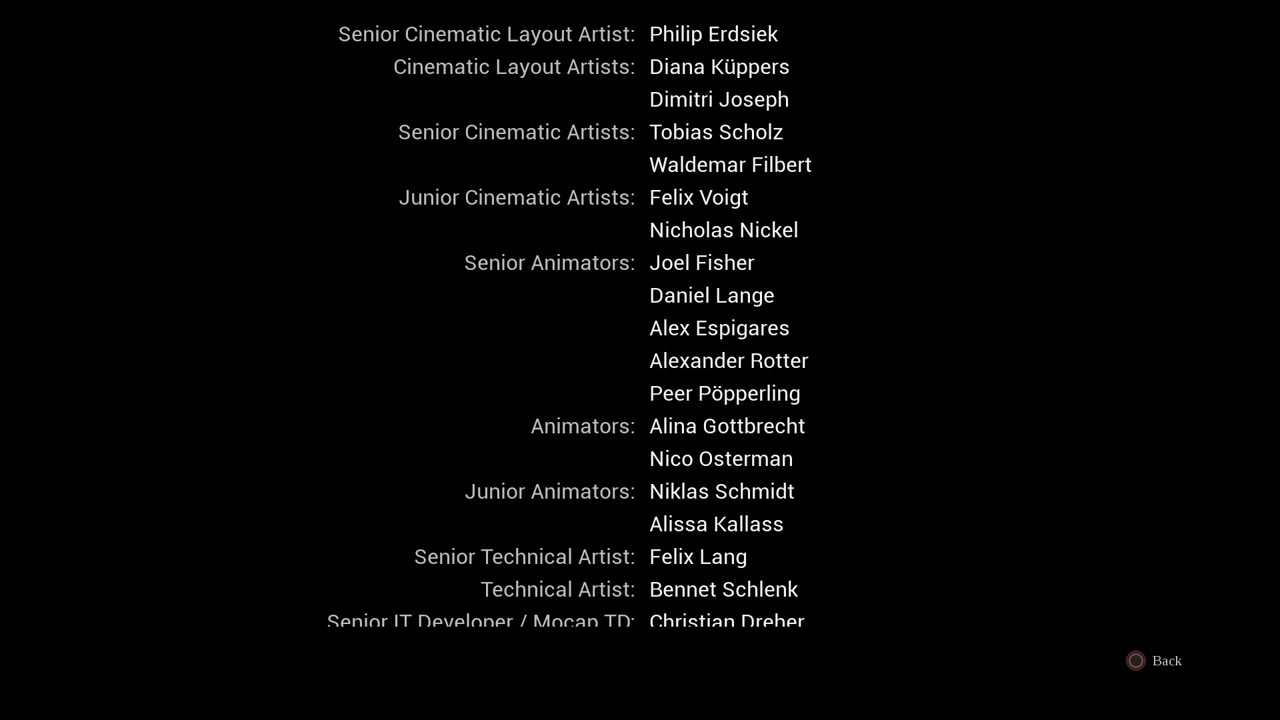 Senior Cinematic Layout Artist: Philip Erdsiek
Cinematic Layout Artists: Diana Küppers
Dimitri Joseph
Senior Cinematic Artists: Tobias Scholz
Waldemar Filbert
Junior Cinematic Artists: Felix Voigt
Nicholas Nickel
Senior Animators: Joel Fisher
Daniel Lange
Alex Espigares
Alexander Rotter
Peer Pöpperling
Animators: Alina Gottbrecht
Nico Osterman
Junior Animators: Niklas Schmidt
Alissa Kallass
Senior Technical Artist: Felix Lang
Technical Artist: Bennet Schlenk
Senior IT Developer / Mocap TD: Christian Dreher
Back